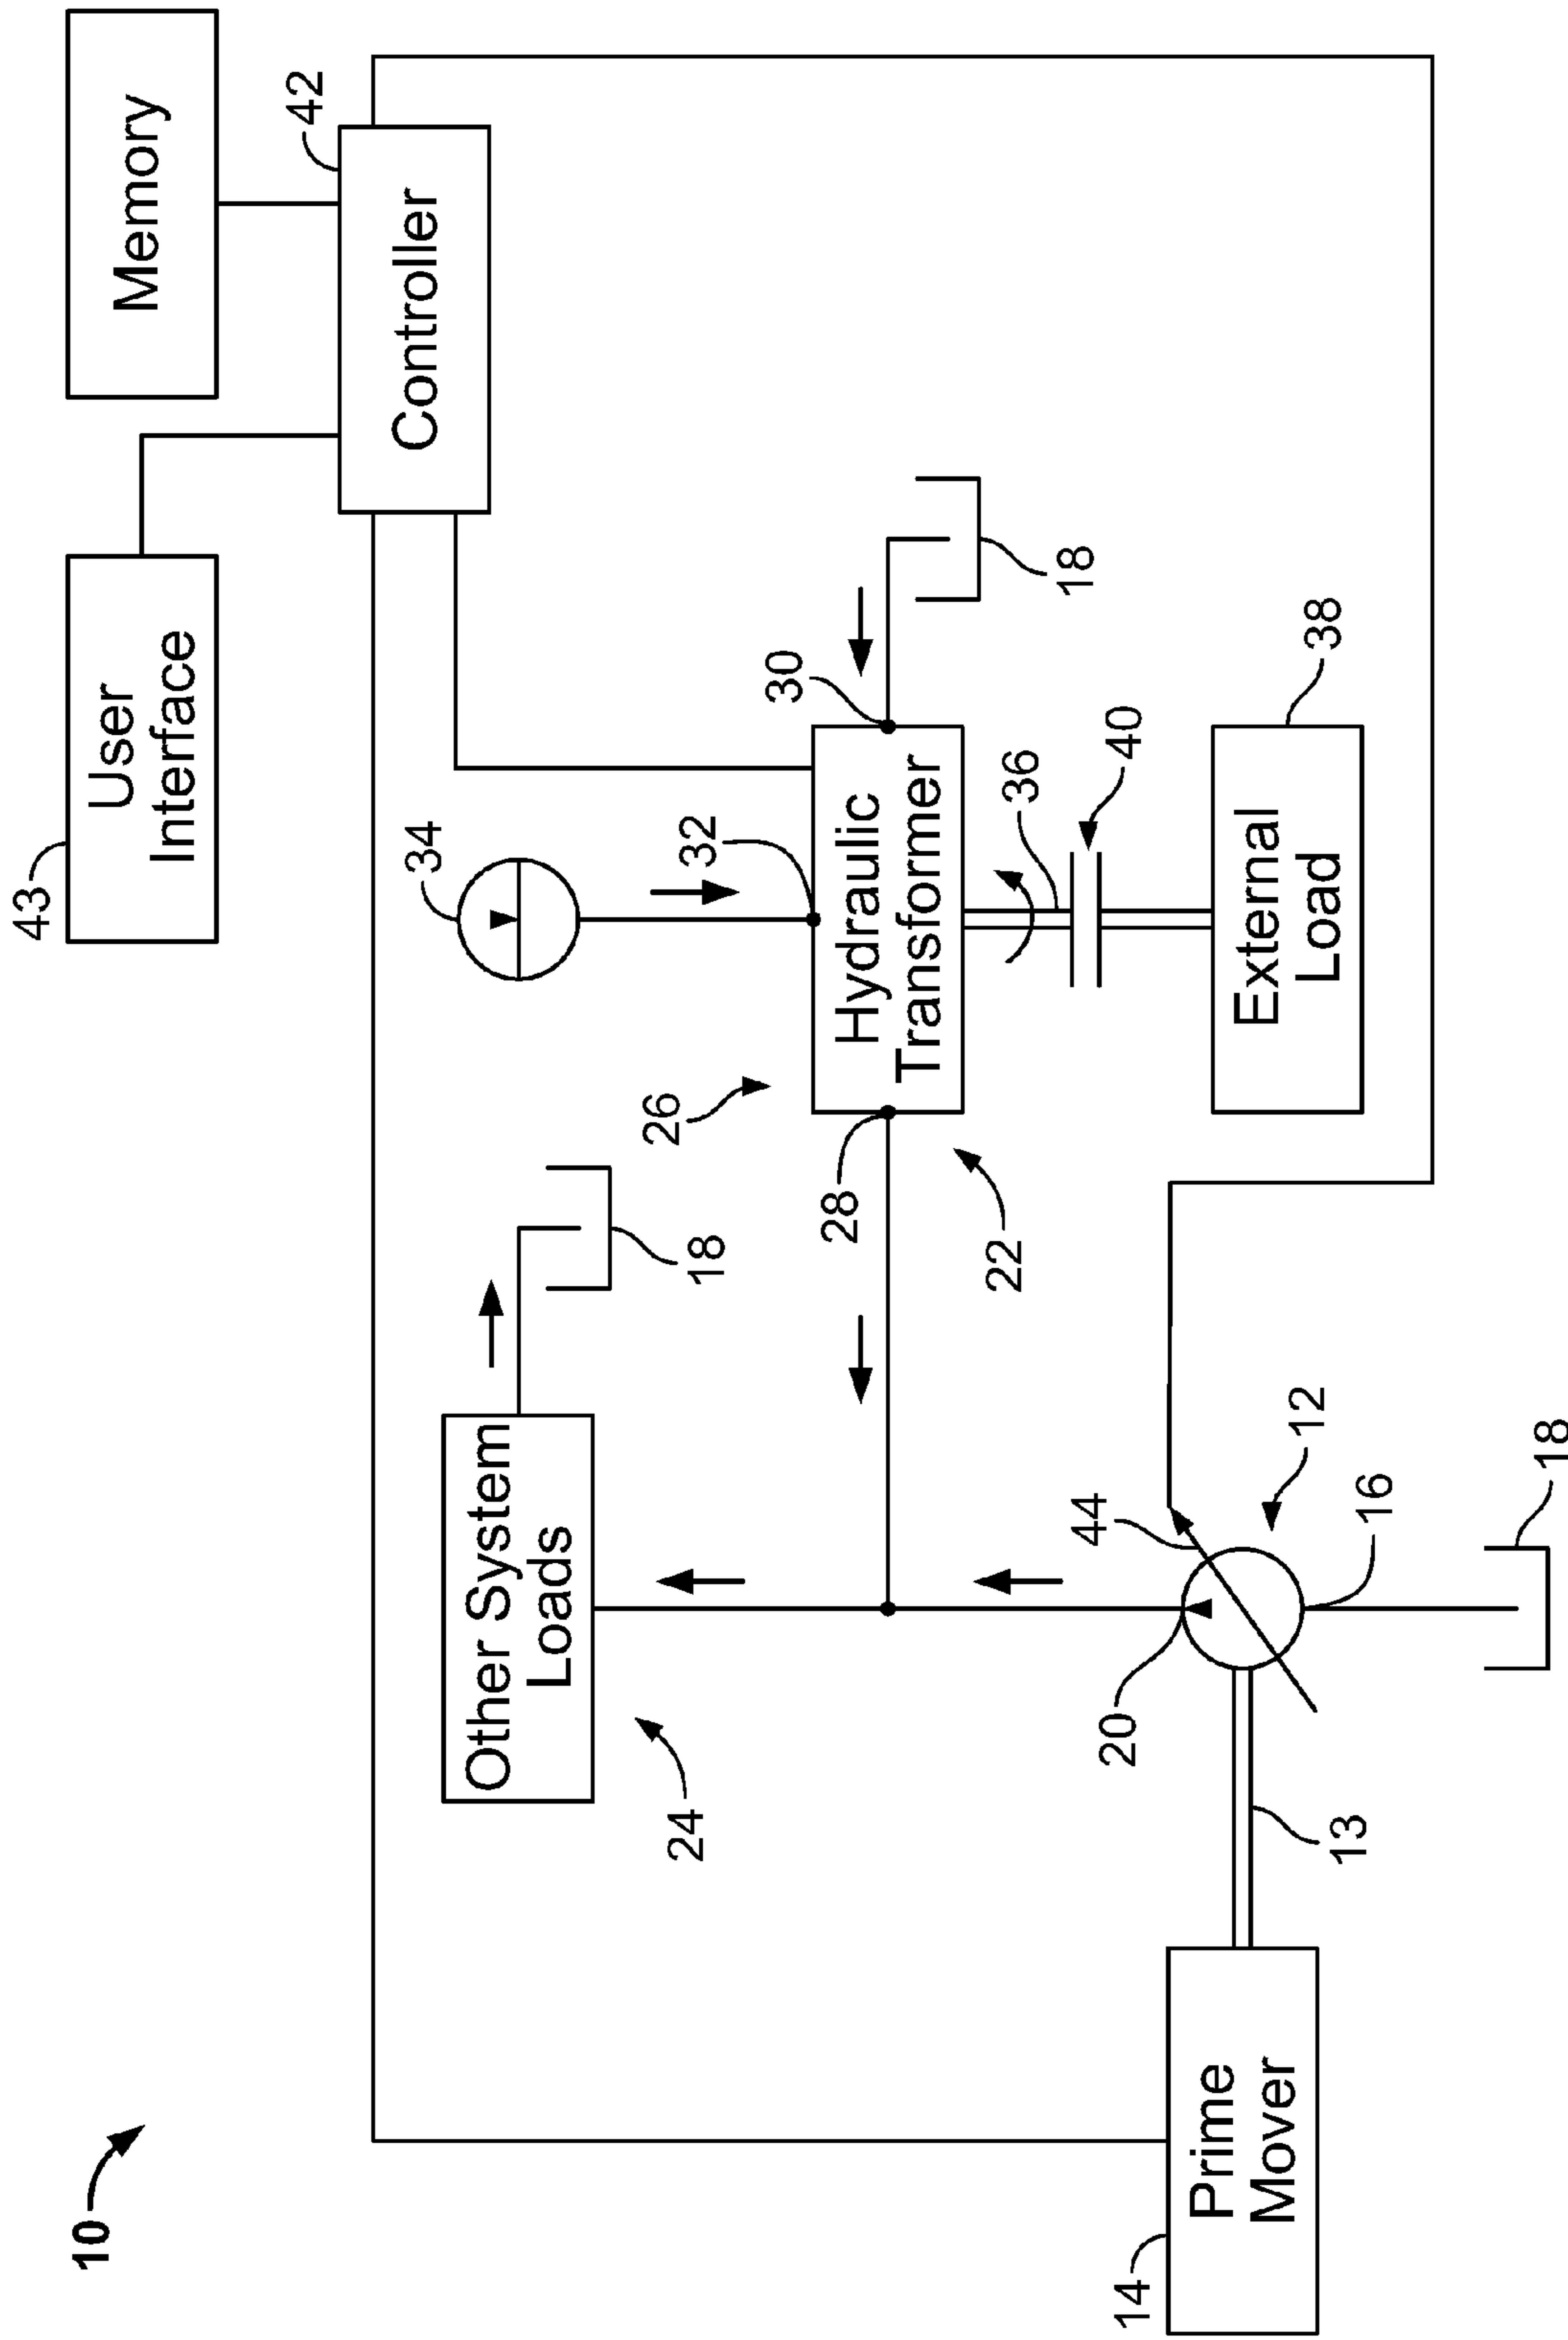 10
43
User
Interface
Memory
42
Controller
34
Other System
Loads
24
18
26
32
30
18
Hydraulic
Transformer
28
22
36
40
38
External
Load
44
12
20
16
18
13
14
Prime
Mover